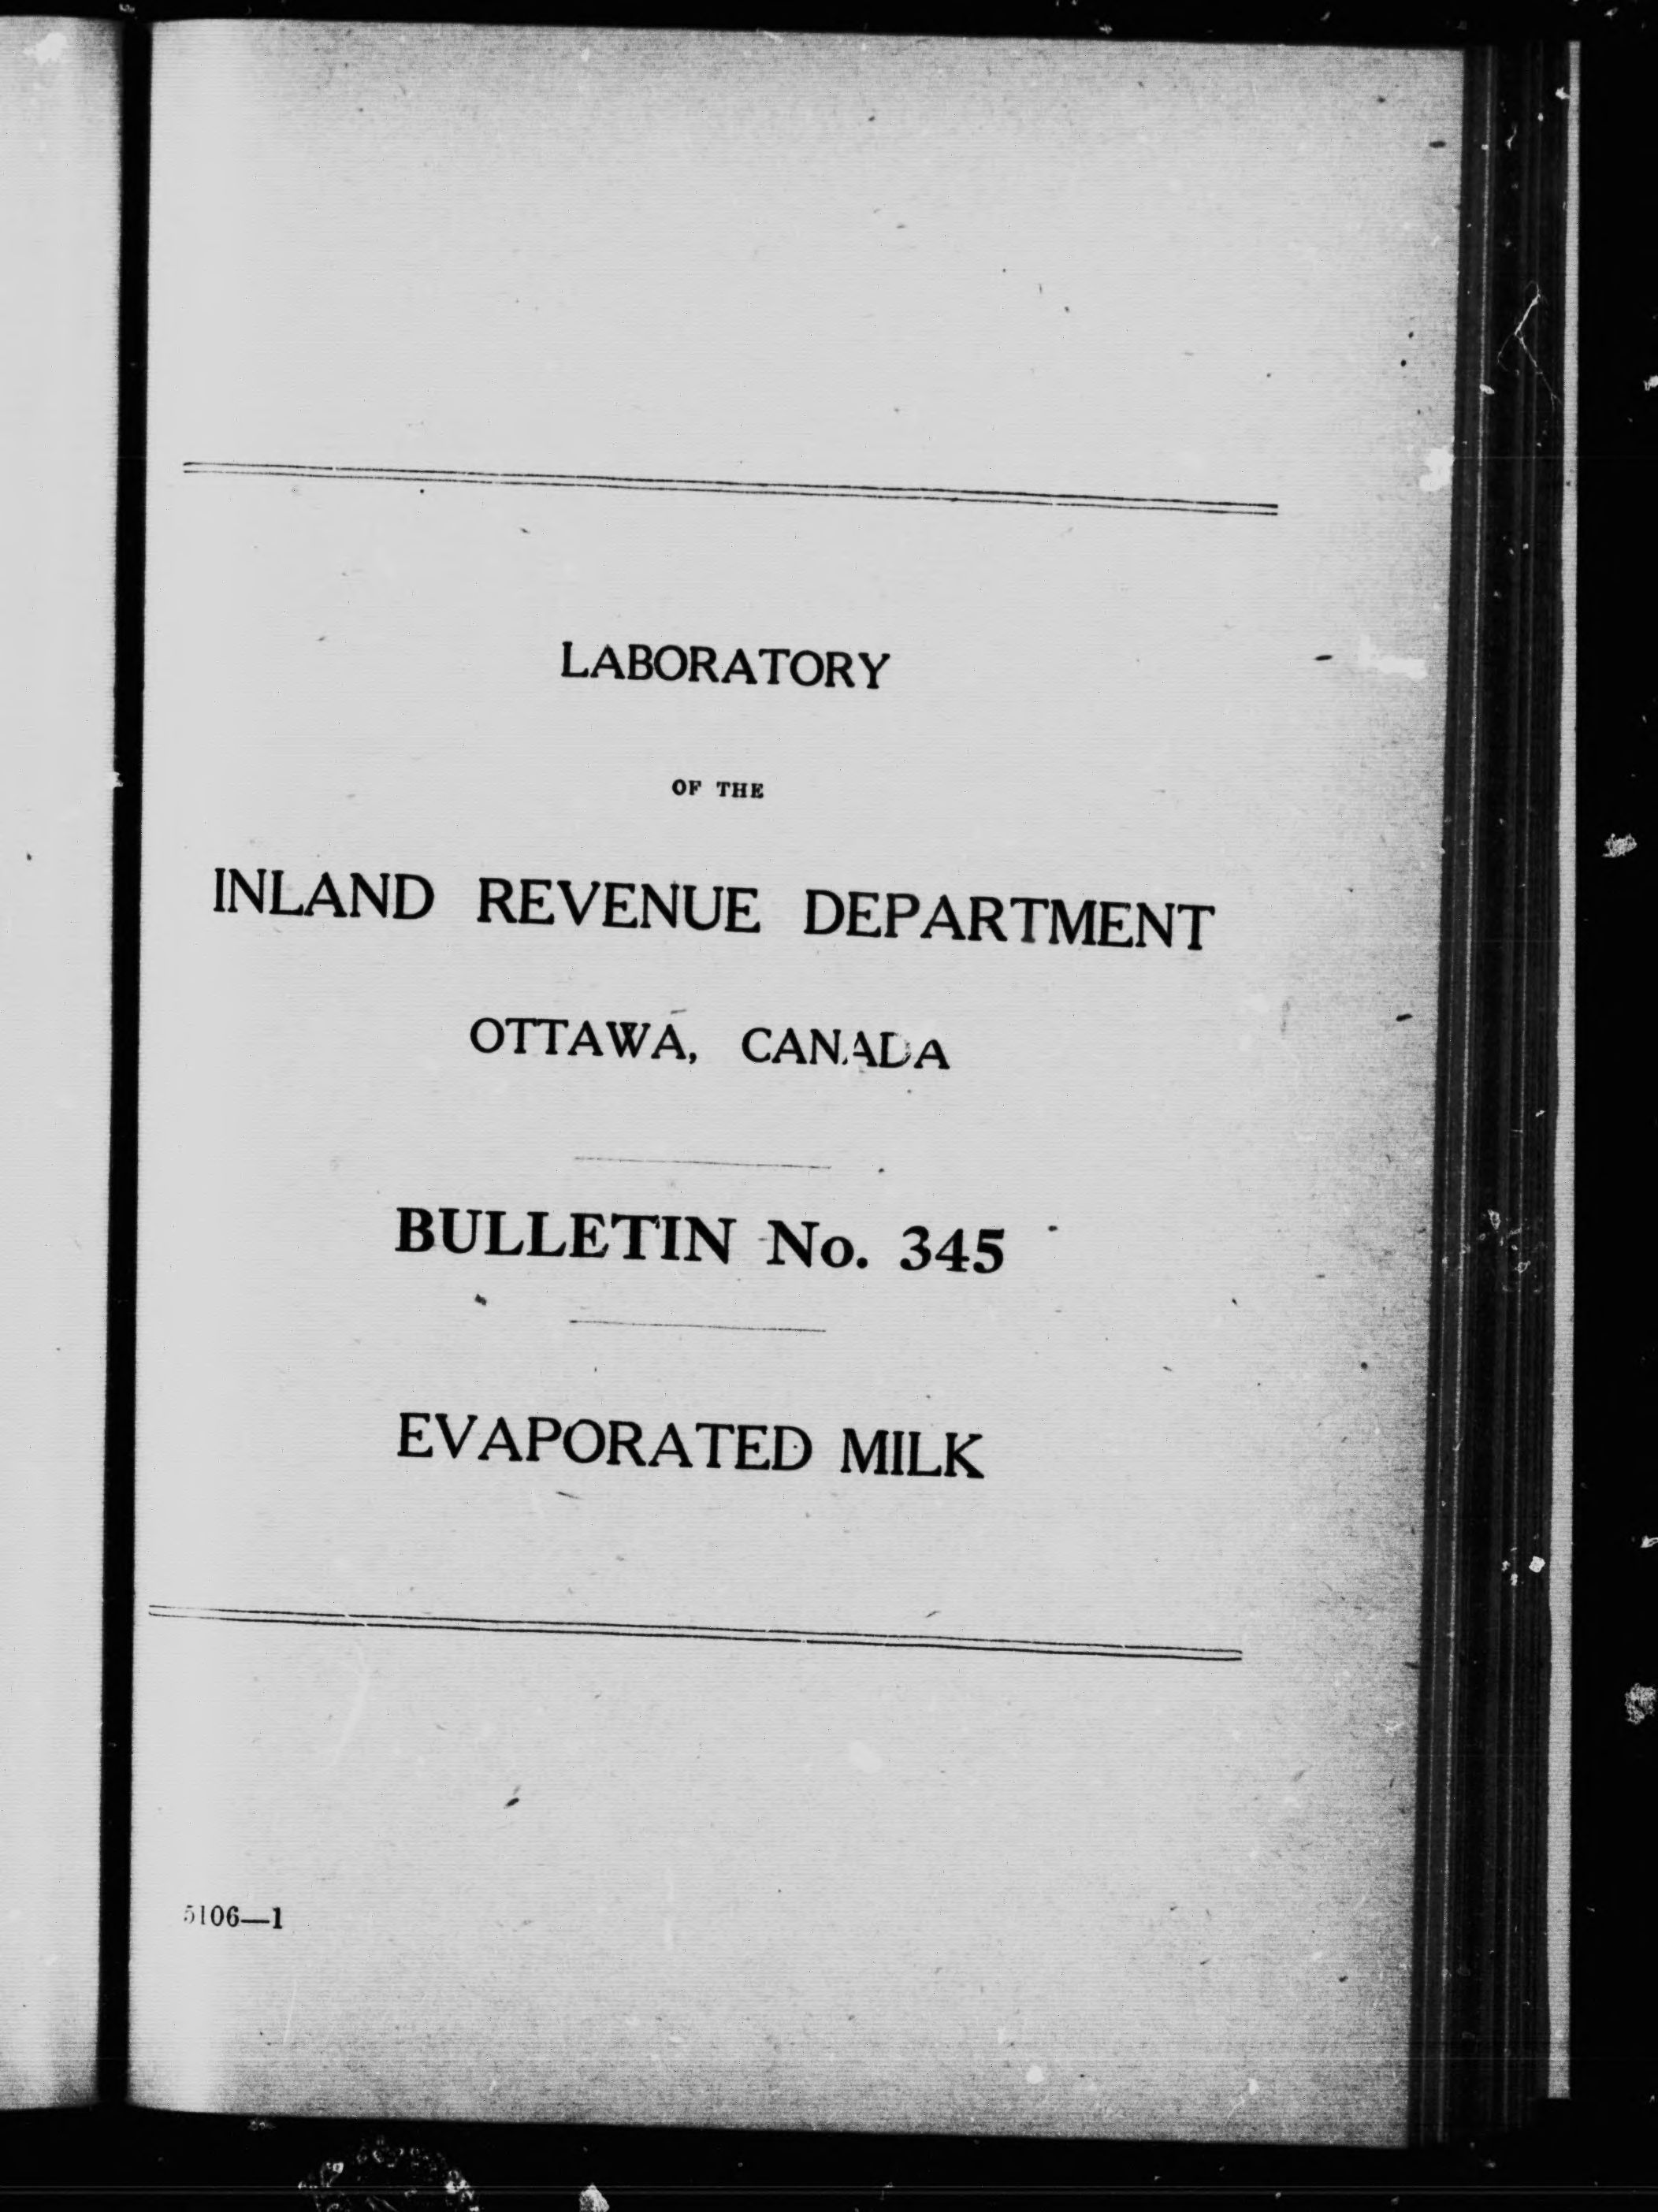 LABORATORY
OF THE
INLAND REVENUE DEPARTMENT
OTTAWA, CANADA
BULLETIN No. 345
EVAPORATED MILK
5106—1